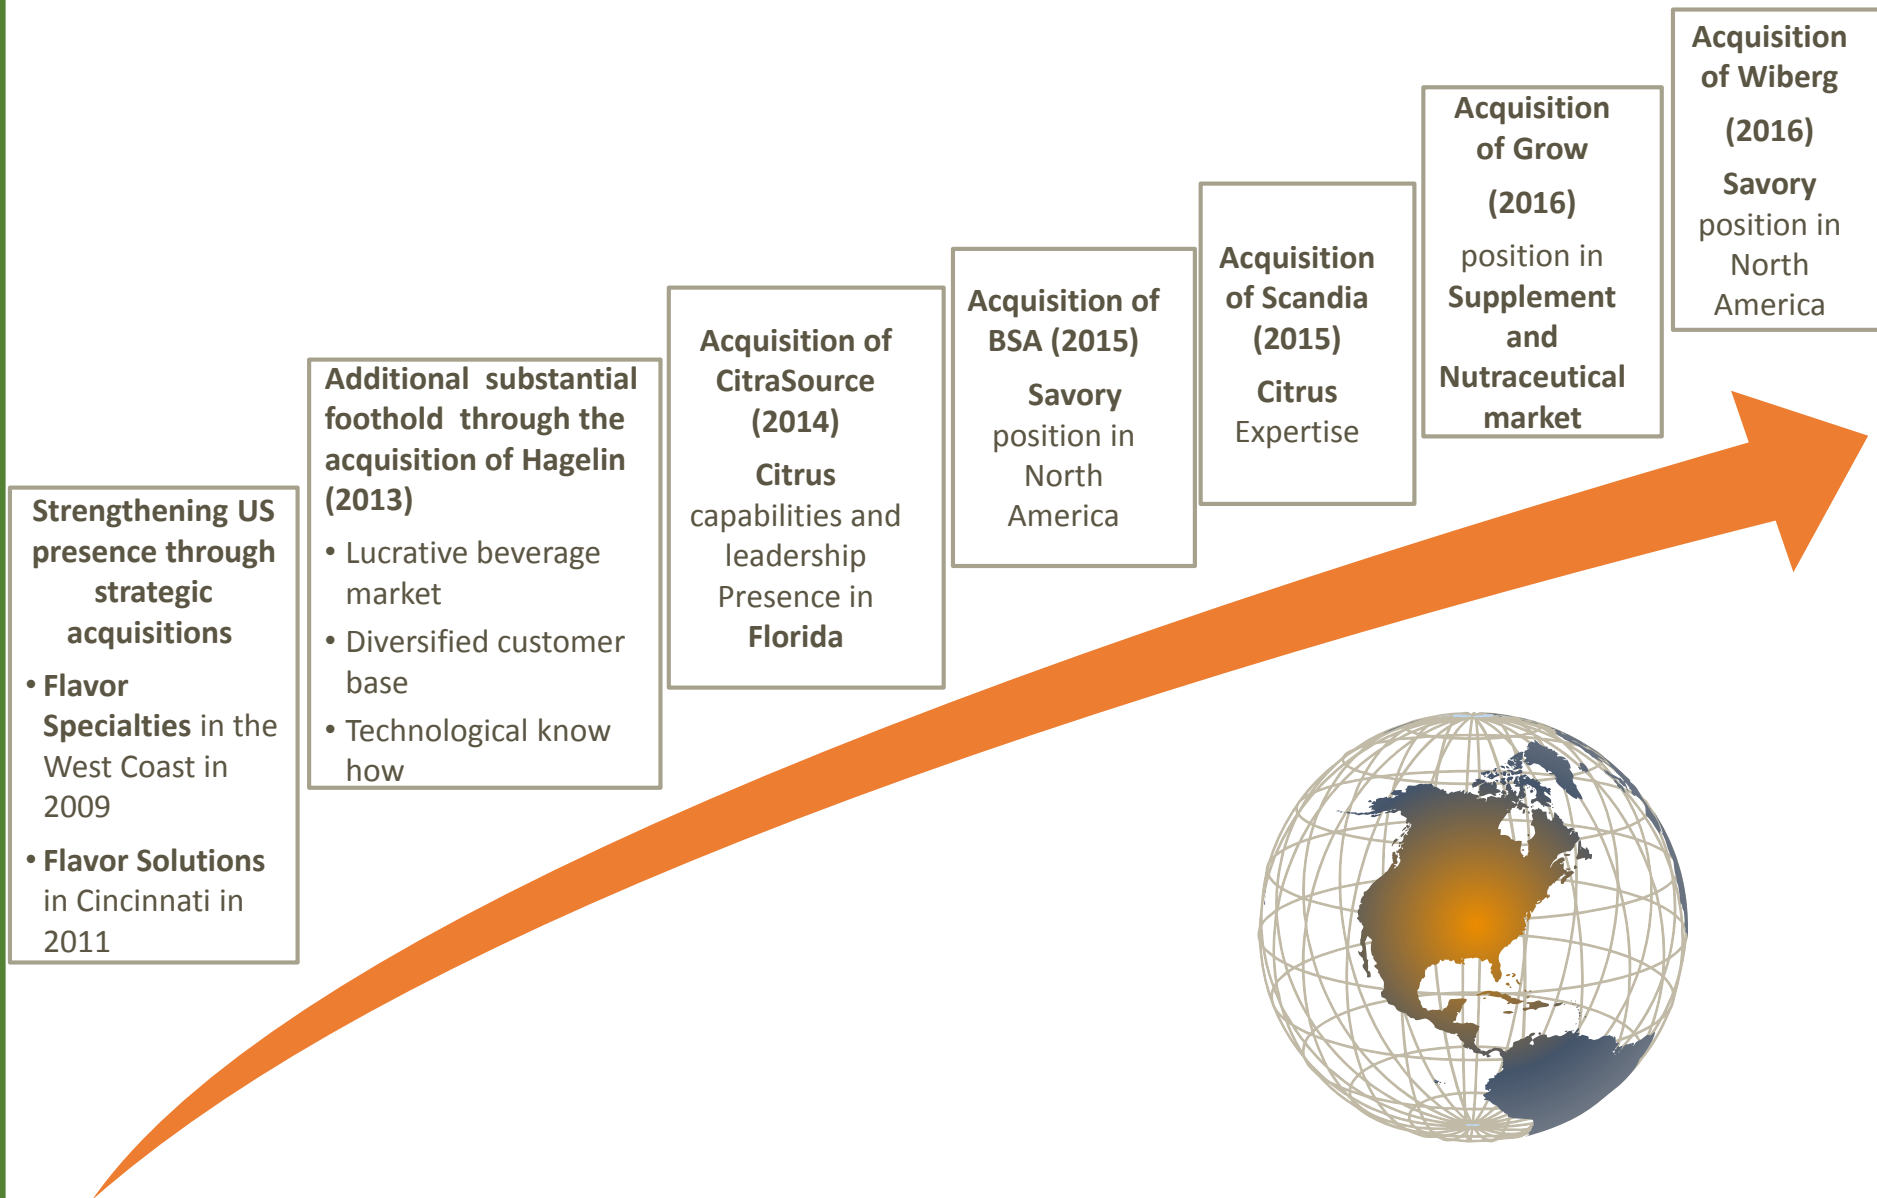 Strengthening US
presence through
strategic
acquisitions
• Flavor
Specialties in the
West Coast in
2009
• Flavor Solutions
in Cincinnati in
2011
Additional substantial
foothold through the
acquisition of Hagelin
(2013)
• Lucrative beverage
market
• Diversified customer
base
• Technological know
how
Acquisition of
CitraSource
(2014)
Citrus
capabilities and
leadership
Presence in
Florida
Acquisition of
BSA (2015)
Savory
position in
North
America
Acquisition
of Scandia
(2015)
Citrus
Expertise
Acquisition
of Grow
(2016)
position in
Supplement
and
Nutraceutical
market
Acquisition
of Wiberg
(2016)
Savory
position in
North
America